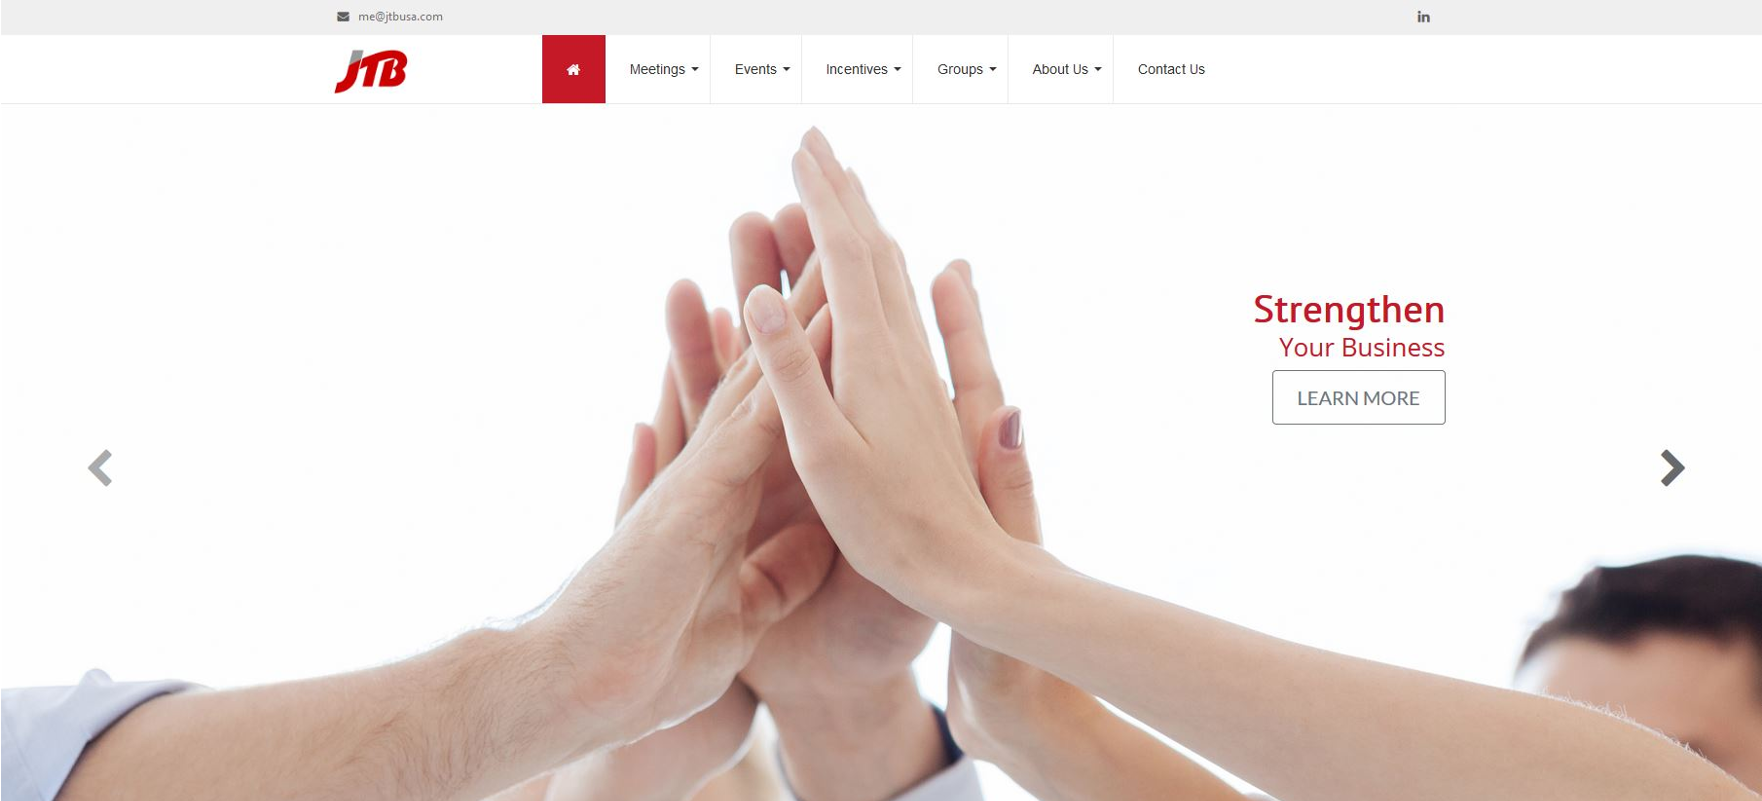 me@jtbusa.com
in
JTB
Meetings
Events
Incentives
Groups
About Us
Contact Us
Strengthen
Your Business
LEARN MORE